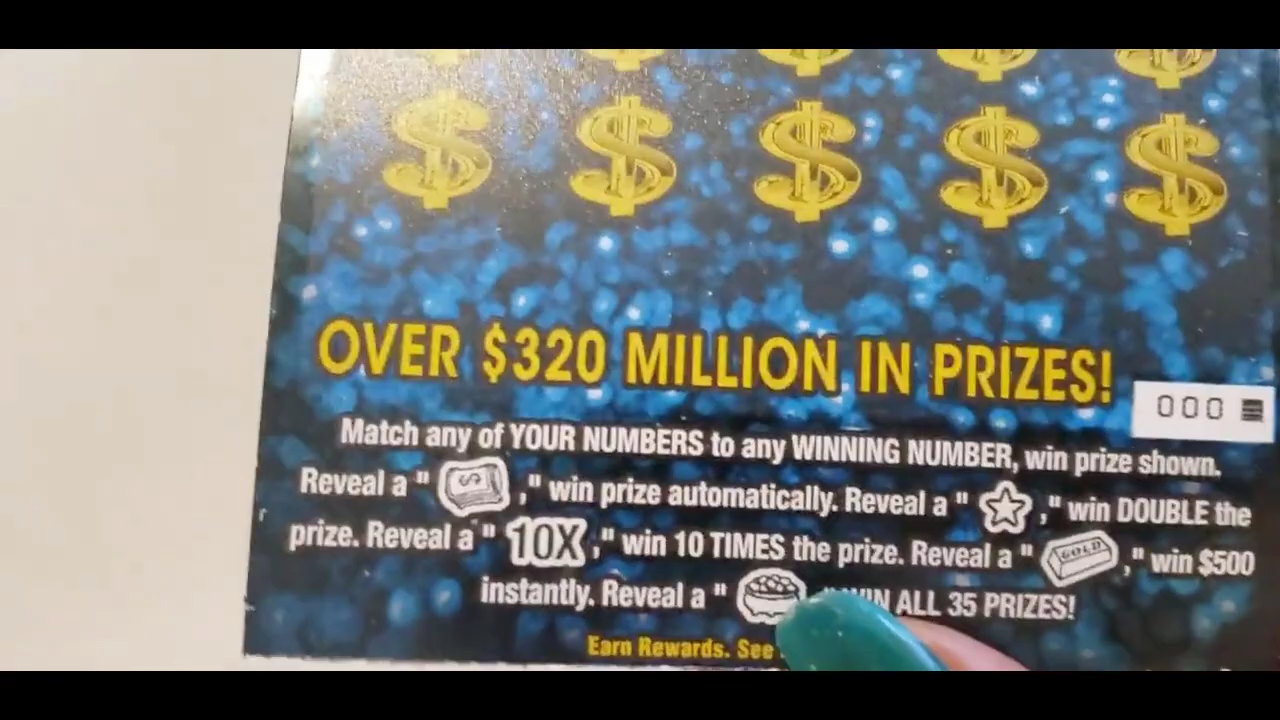 OVER $320 MILLION IN PRIZES!
000
Match any of YOUR NUMBERS to any WINNING NUMBER, win prize shown.
Reveal a " $ ," win prize automatically. Reveal a " ," win DOUBLE the
prize. Reveal a " 10X ," win 10 TIMES the prize. Reveal a " GOLD ," win $500
instantly. Reveal a " " WIN ALL 35 PRIZES!
Earn Rewards. See